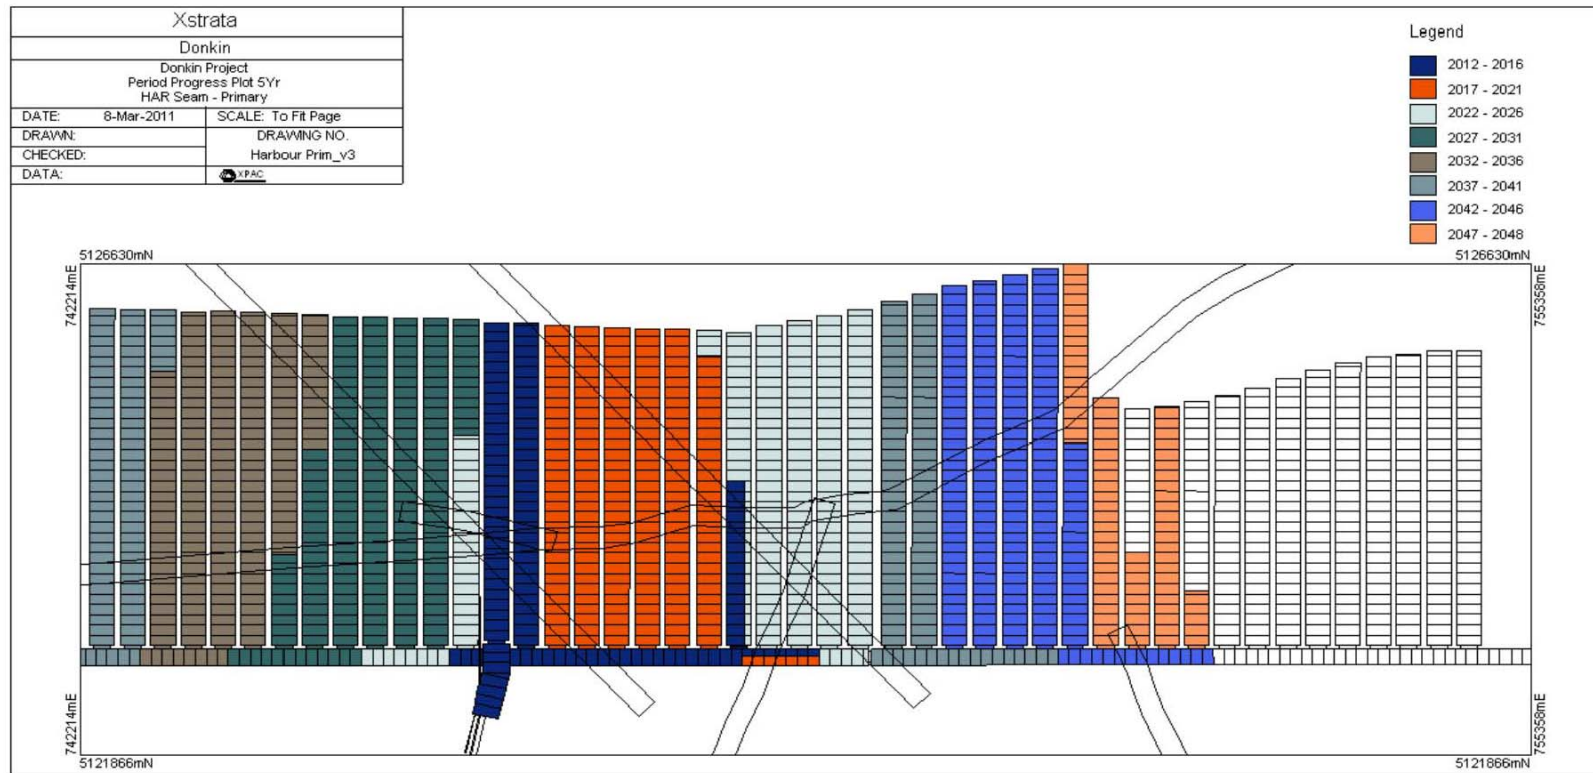 Xstrata
Donkin
Donkin Project
Period Progress Plot 5Yr
HAR Seam - Primary
DATE: 8-Mar-2011 SCALE: To Fit Page
DRAWN: DRAWING NO.
CHECKED: Harbour Prim_v3
DATA: XPAC
Legend
2012 - 2016
2017 - 2021
2022 - 2026
2027 - 2031
2032 - 2036
2037 - 2041
2042 - 2046
2047 - 2048
5126630mN 5126630mN
742214mE 755358mE
742214mE 755358mE
5121866mN 5121866mN